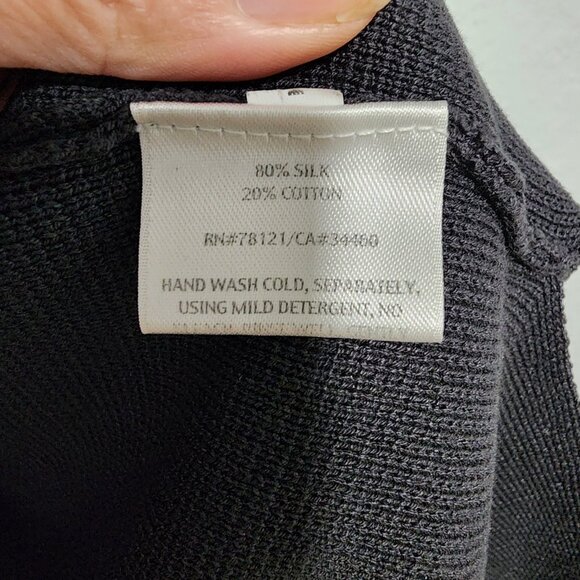 80% SILK
20% COTTON
RN#78121/CA#34460
HAND WASH COLD, SEPARATELY,
USING MILD DETERGENT, NO